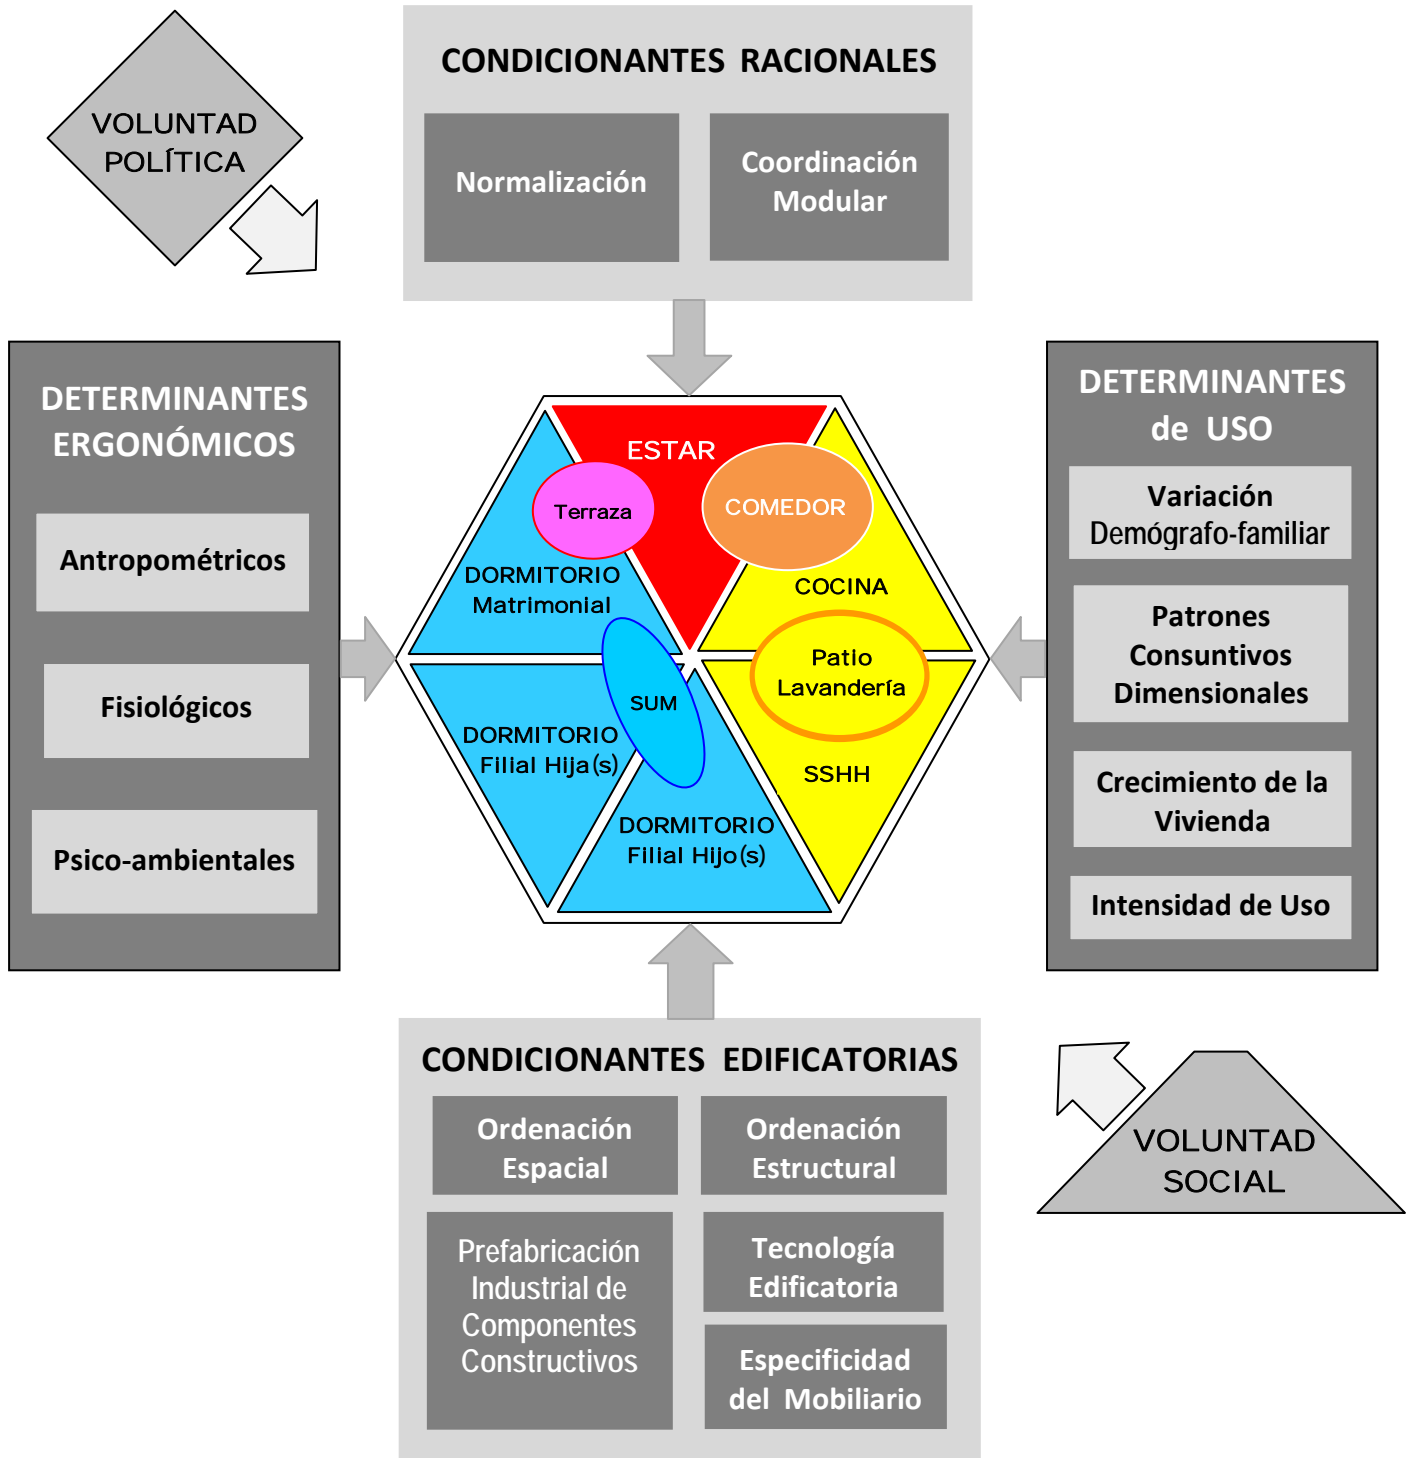 VOLUNTAD
POLÍTICA
CONDICIONANTES RACIONALES
Normalización
Coordinación
Modular
DETERMINANTES
ERGONÓMICOS
Antropométricos
Fisiológicos
Psico-ambientales
ESTAR
Terraza
COMEDOR
DORMITORIO
Matrimonial
COCINA
Patio
Lavandería
SUM
DORMITORIO
Filial Hija(s)
SSHH
DORMITORIO
Filial Hijo(s)
DETERMINANTES
de USO
Variación
Demógrafo-familiar
Patrones
Consuntivos
Dimensionales
Crecimiento de la
Vivienda
Intensidad de Uso
CONDICIONANTES EDIFICATORIAS
Ordenación
Espacial
Ordenación
Estructural
Prefabricación
Industrial de
Componentes
Constructivos
Tecnología
Edificatoria
Especificidad
del Mobiliario
VOLUNTAD
SOCIAL